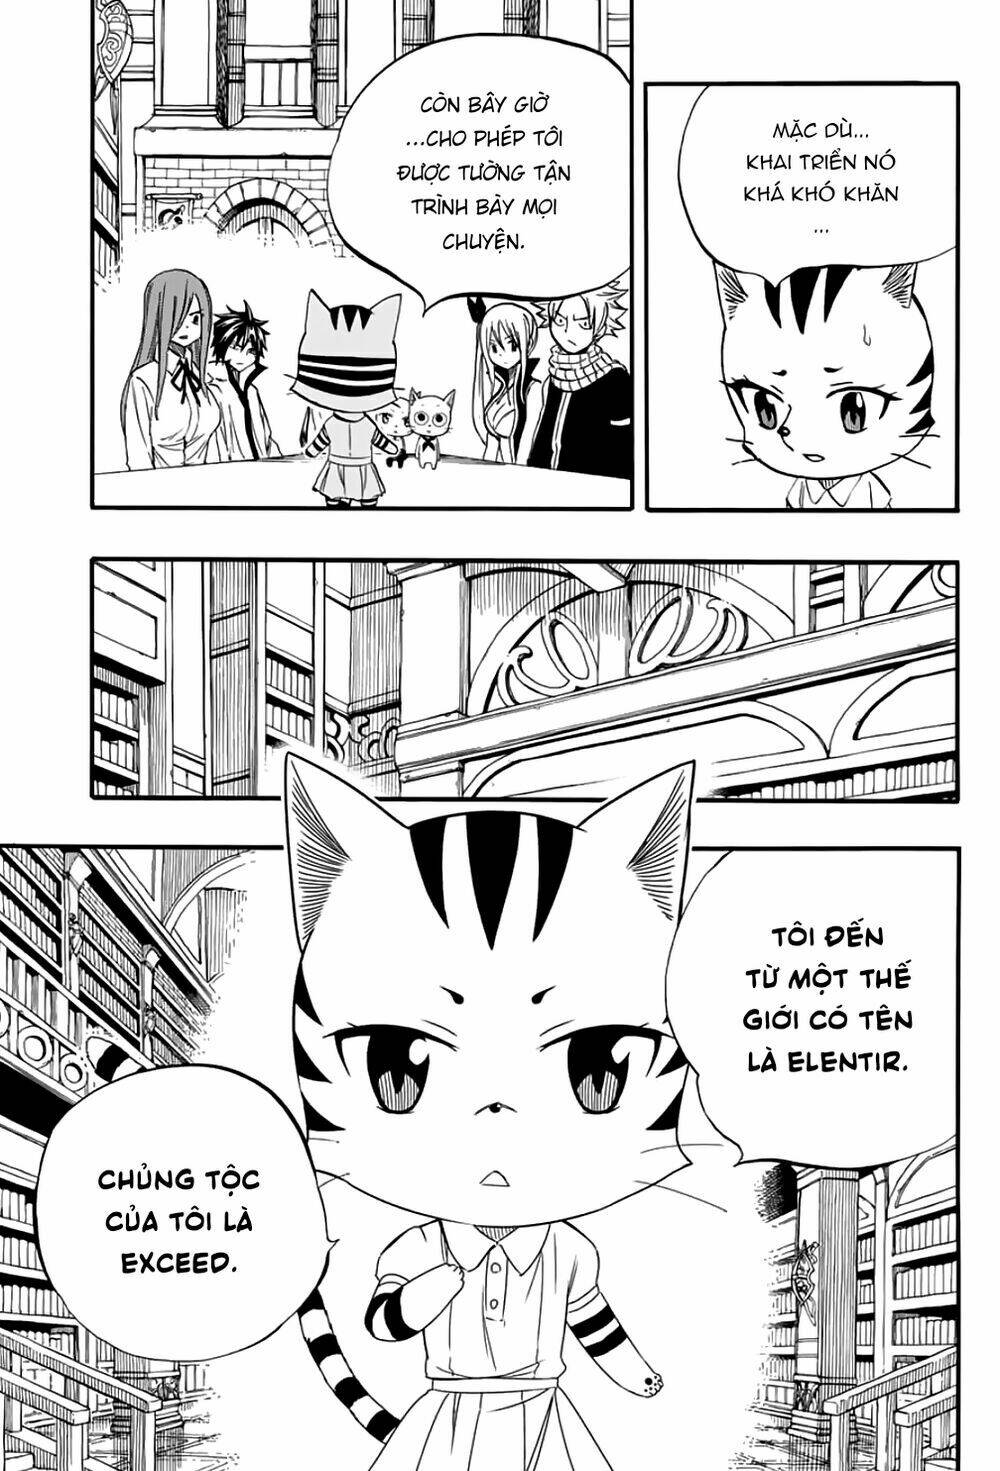 MẶC DÙ...
KHAI TRIỂN NÓ
KHÁ KHÓ KHĂN
...
CÒN BÂY GIỜ
...CHO PHÉP TÔI
ĐƯỢC TƯỜNG TẬN
TRÌNH BÀY MỌI
CHUYỆN.
TÔI ĐẾN
TỪ MỘT THẾ
GIỚI CÓ TÊN
LÀ ELENTIR.
CHỦNG TỘC
CỦA TÔI LÀ
EXCEED.